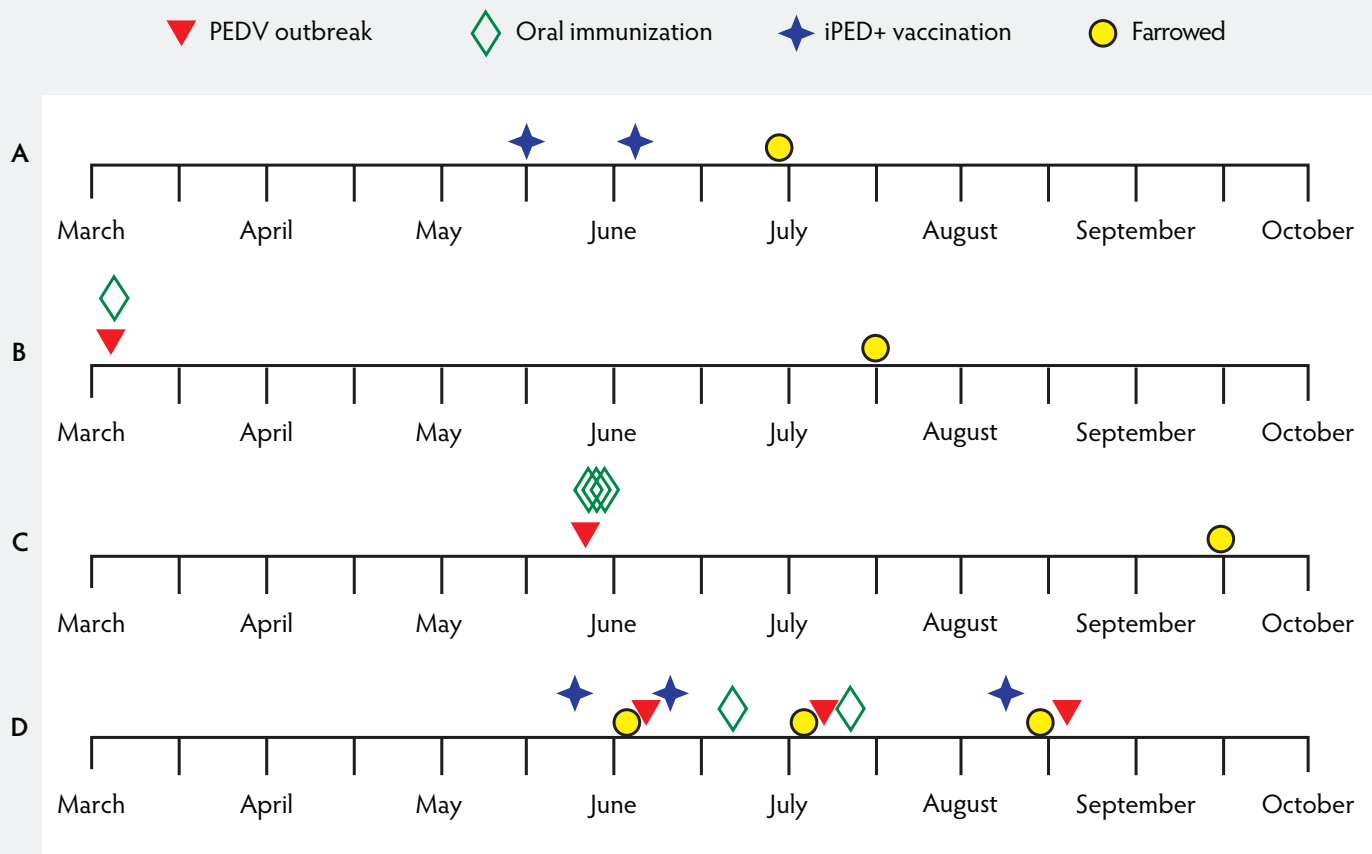 PEDV outbreak Oral immunization iPED+ vaccination Farrowed
A
March April May June July August September October
B
March April May June July August September October
C
March April May June July August September October
D
March April May June July August September October